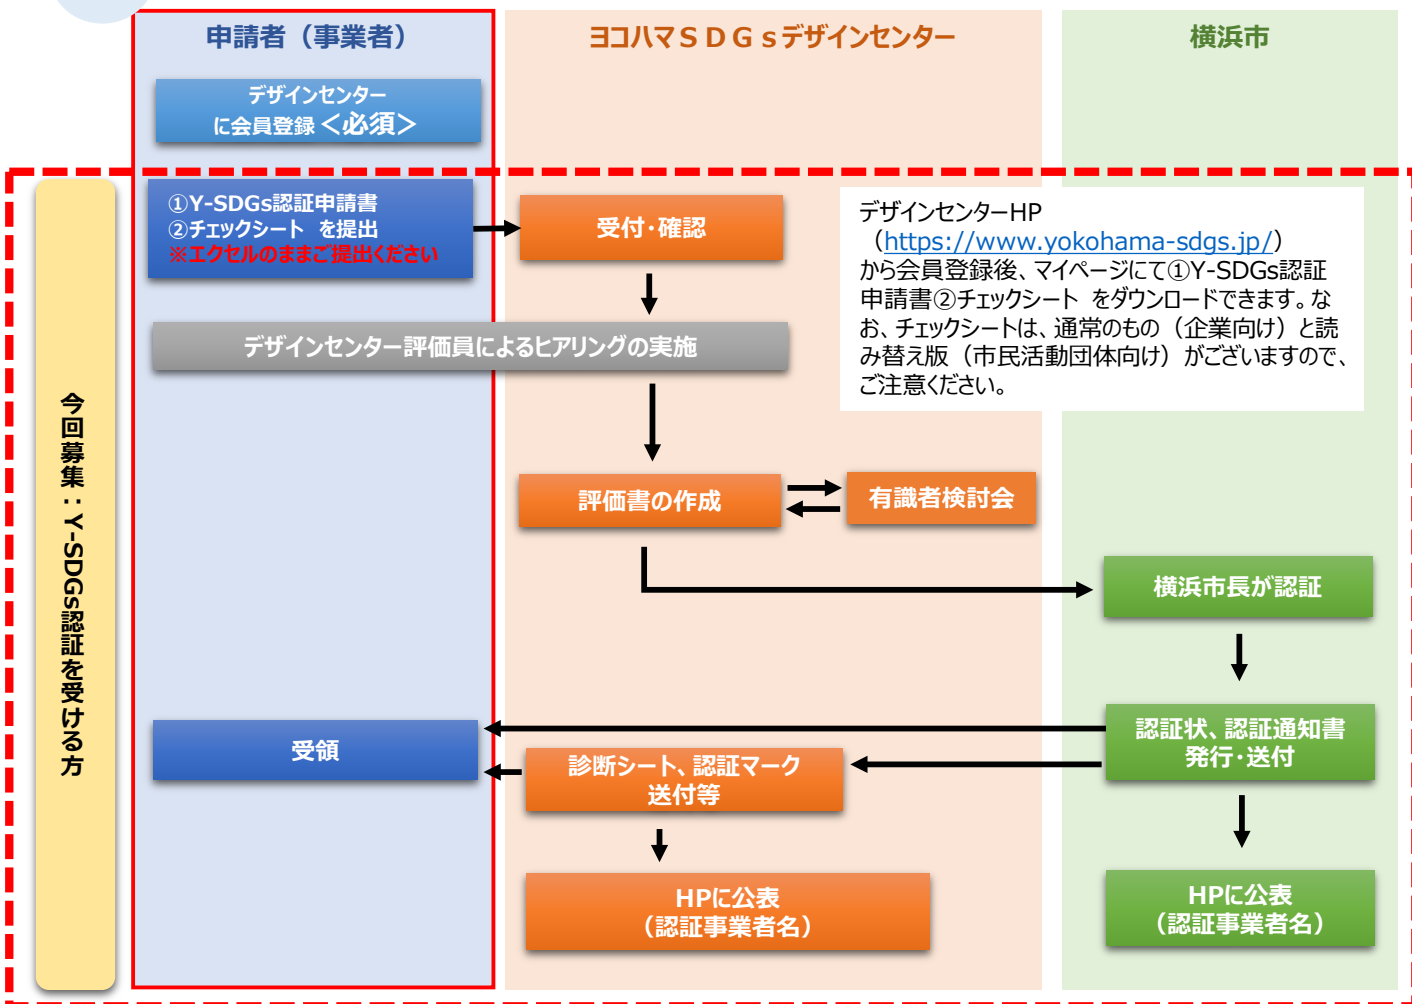 申請者（事業者）
ヨコハマＳＤＧｓデザインセンター
横浜市
デザインセンター
に会員登録＜必須＞
今回募集：Y-SDGs認証を受ける方
①Y-SDGs認証申請書
②チェックシート を提出
※エクセルのままご提出ください
受付・確認
デザインセンターHP
（https://www.yokohama-sdgs.jp/）
から会員登録後、マイページにて①Y-SDGs認証
申請書②チェックシート をダウンロードできます。な
お、チェックシートは、通常のもの（企業向け）と読
み替え版（市民活動団体向け）がございますので、
ご注意ください。
デザインセンター評価員によるヒアリングの実施
評価書の作成
有識者検討会
横浜市長が認証
認証状、認証通知書
発行・送付
受領
診断シート、認証マーク
送付等
HPに公表
（認証事業者名）
HPに公表
（認証事業者名）